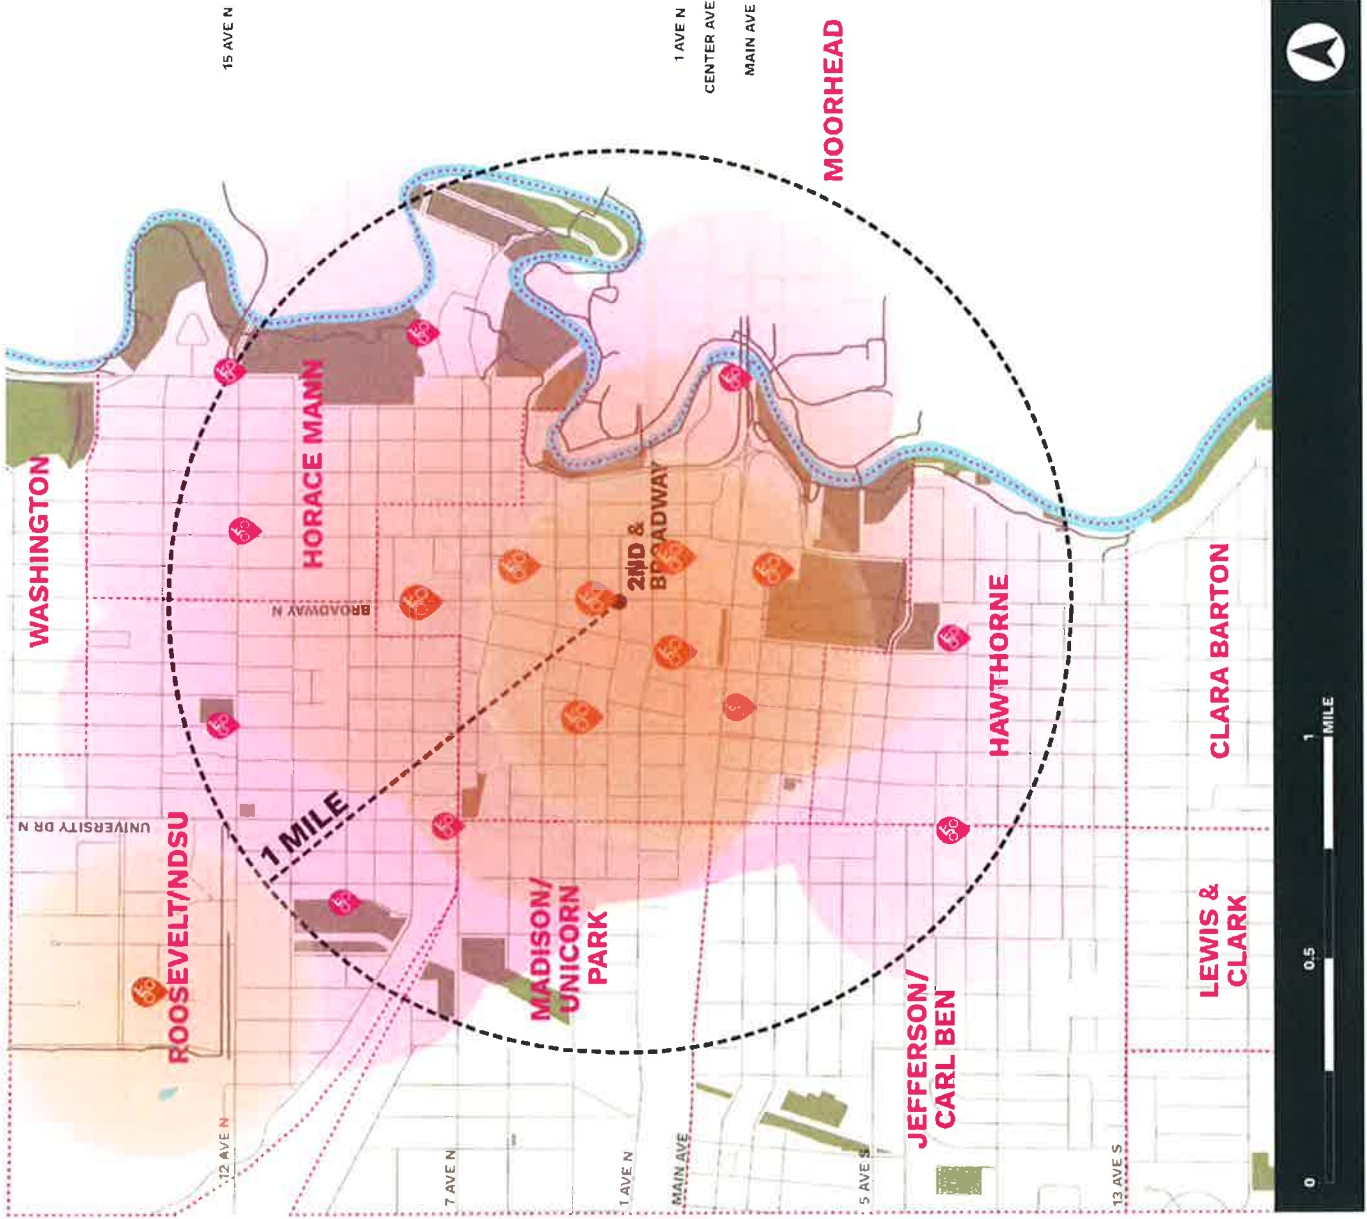 15 AVE N
1 AVE N
CENTER AVE
MAIN AVE
MOORHEAD
WASHINGTON
HORACE MANN
BROADWAY N
2ND &
BROADWAY
1 MILE
UNIVERSITY DR N
ROOSEVELT/NDSU
MADISON/
UNICORN
PARK
HAWTHORNE
CLARA BARTON
JEFFERSON/
CARL BEN
LEWIS &
CLARK
12 AVE N
7 AVE N
1 AVE N
MAIN AVE
5 AVE S
13 AVE S
0
0.5
1
MILE